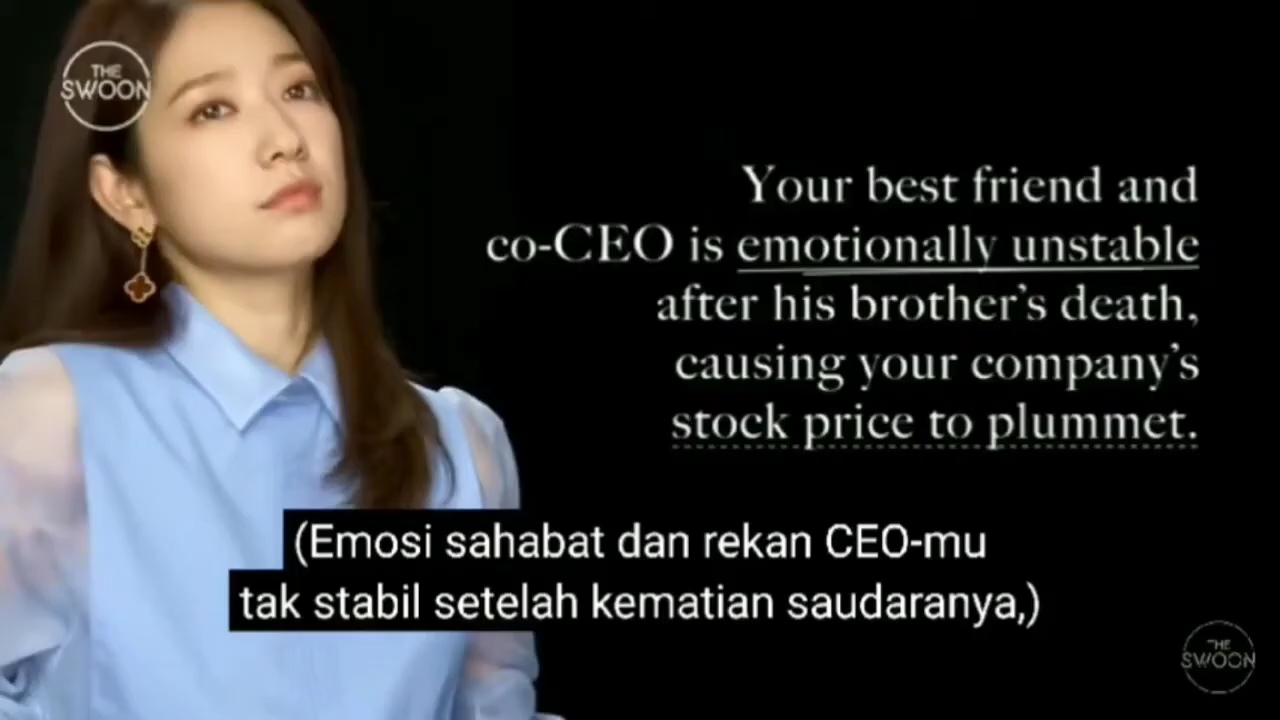 THE
SWOON
Your best friend and
co-CEO is emotionally unstable
after his brother's death,
causing your company's
stock price to plummet.
(Emosi sahabat dan rekan CEO-mu
tak stabil setelah kematian saudaranya,)
THE
SWOON